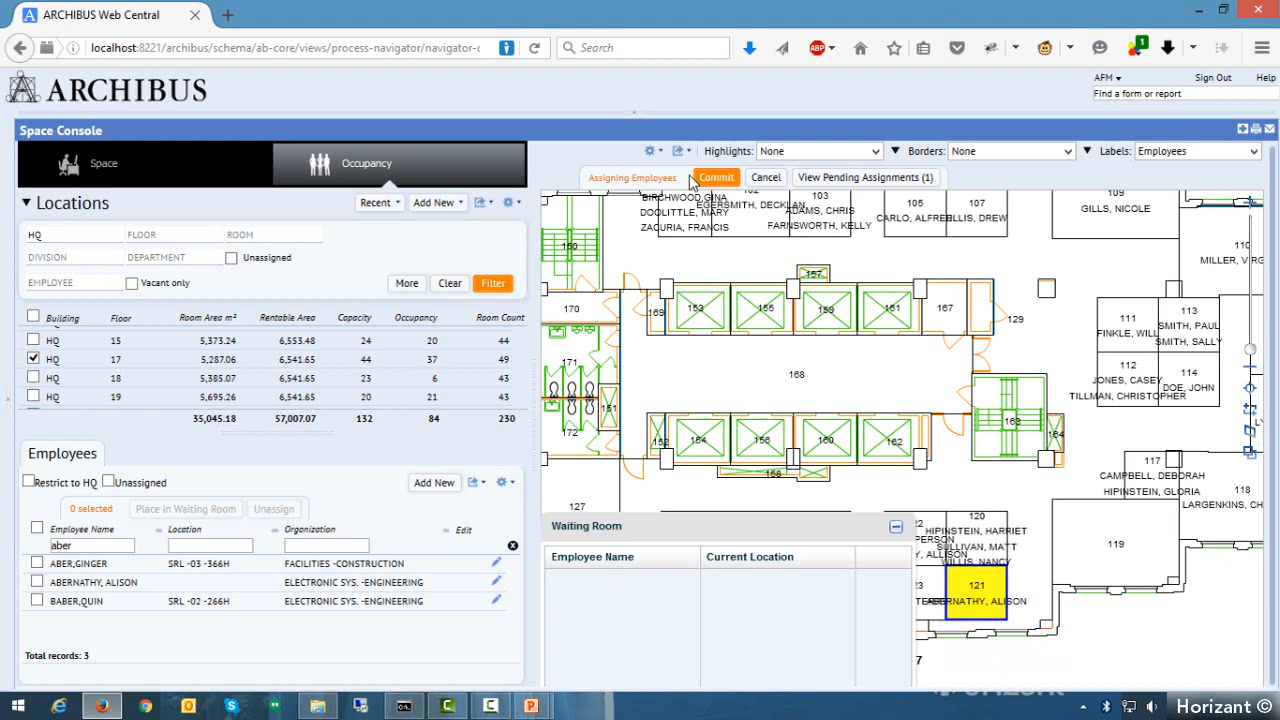 ARCHIBUS Web Central
localhost:8221/archibus/schema/ab-core/views/process-navigator/navigator-
Search
ABP
1
ARCHIBUS
AFM
Sign Out
Help
Find a form or report
Space Console
Space
Occupancy
Highlights: None
Borders: None
Labels: Employees
Assigning Employees
Commit
Cancel
View Pending Assignments (1)
Locations
Recent
Add New
HQ
FLOOR
ROOM
DIVISION
DEPARTMENT
Unassigned
EMPLOYEE
Vacant only
More
Clear
Filter
Building Floor Room Area m² Rentable Area Capacity Occupancy Room Count
HQ 15 5,373.24 6,553.48 24 20 44
HQ 17 5,287.06 6,541.65 44 37 49
HQ 18 5,385.07 6,541.65 23 6 43
HQ 19 5,695.26 6,541.65 20 21 43
35,045.18 77,007.07 132 84 230
Employees
Restrict to HQ
Unassigned
Add New
0 selected
Place in Waiting Room
Unassign
Employee Name Location Organization Edit
aber
ABER,GINGER SRL -03 -366H FACILITIES -CONSTRUCTION
ABERNATHY, ALISON ELECTRONIC SYS. -ENGINEERING
BABER,QUIN SRL -02 -266H ELECTRONIC SYS. -ENGINEERING
Total records: 3
BIRCHWOOD,GINA
DOOLITTLE, MARY
ZACURIA, FRANCIS
EGERSMITH, DECKLAN
103
ADAMS, CHRIS
FARNSWORTH, KELLY
105
CARLO, ALFRED
107
ELLIS, DREW
109
GILLS, NICOLE
110
MILLER, VIRG
160
157
170
169
153
155
159
161
167
129
111
FINKLE, WILL
113
SMITH, PAUL
SMITH, SALLY
171
168
112
JONES, CASEY
TILLMAN, CHRISTOPHER
114
DOE, JOHN
151
172
152
154
156
160
162
163
164
158
127
117
CAMPBELL, DEBORAH
HIPINSTEIN, GLORIA
118
LARGENKINS, CH
120
HIPINSTEIN, HARRIET
SULLIVAN, MATT
WILLIS, NANCY
119
121
ABERNATHY, ALISON
7
Waiting Room
Employee Name
Current Location
Horizant ©